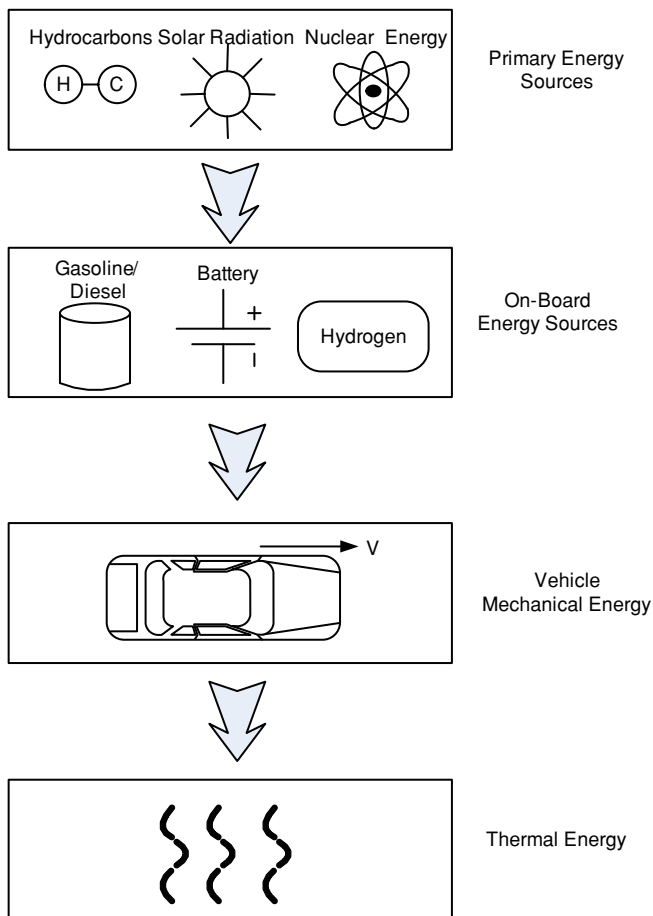 Hydrocarbons Solar Radiation Nuclear Energy
H C
Primary Energy
Sources
Gasoline/
Diesel
Battery
+
Hydrogen
On-Board
Energy Sources
V
Vehicle
Mechanical Energy
Thermal Energy